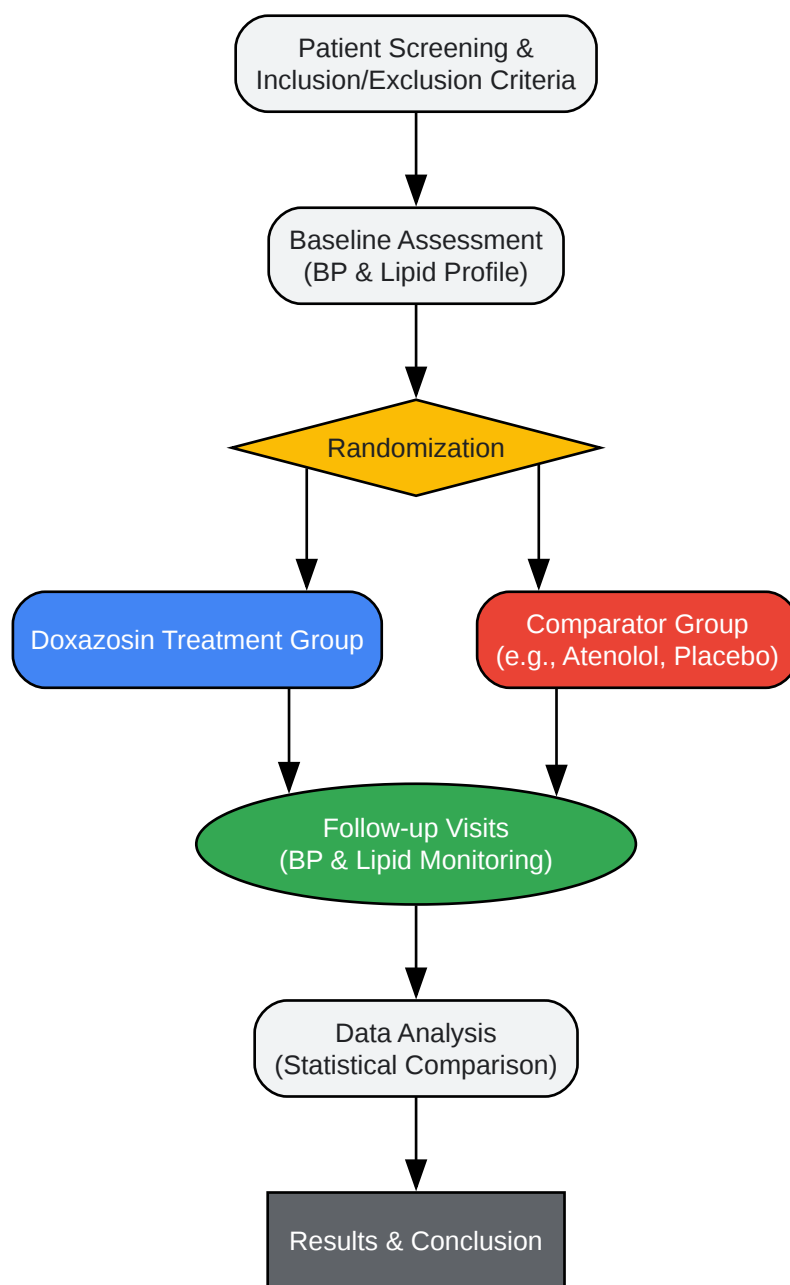 Patient Screening &
Inclusion/Exclusion Criteria
Baseline Assessment
(BP & Lipid Profile)
Randomization
Doxazosin Treatment Group
Comparator Group
(e.g., Atenolol, Placebo)
Follow-up Visits
(BP & Lipid Monitoring)
Data Analysis
(Statistical Comparison)
Results & Conclusion